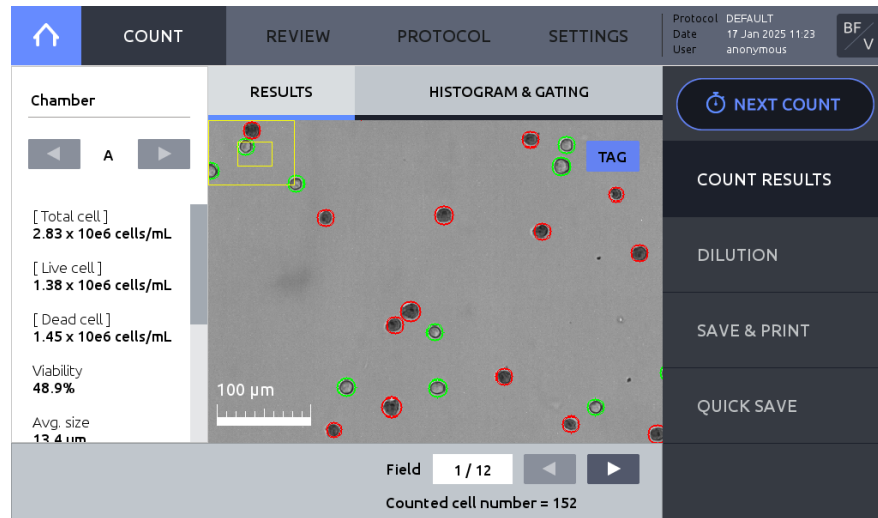 COUNT
REVIEW
PROTOCOL
SETTINGS
Protocol DEFAULT
Date 17 Jan 2025 11:23
User anonymous
BF/V
Chamber
A
[ Total cell ]
2.83 x 10e6 cells/mL
[ Live cell ]
1.38 x 10e6 cells/mL
[ Dead cell ]
1.45 x 10e6 cells/mL
Viability
48.9%
Avg. size
13.4 um
RESULTS
HISTOGRAM & GATING
TAG
100 μm
Field 1 / 12
Counted cell number = 152
NEXT COUNT
COUNT RESULTS
DILUTION
SAVE & PRINT
QUICK SAVE